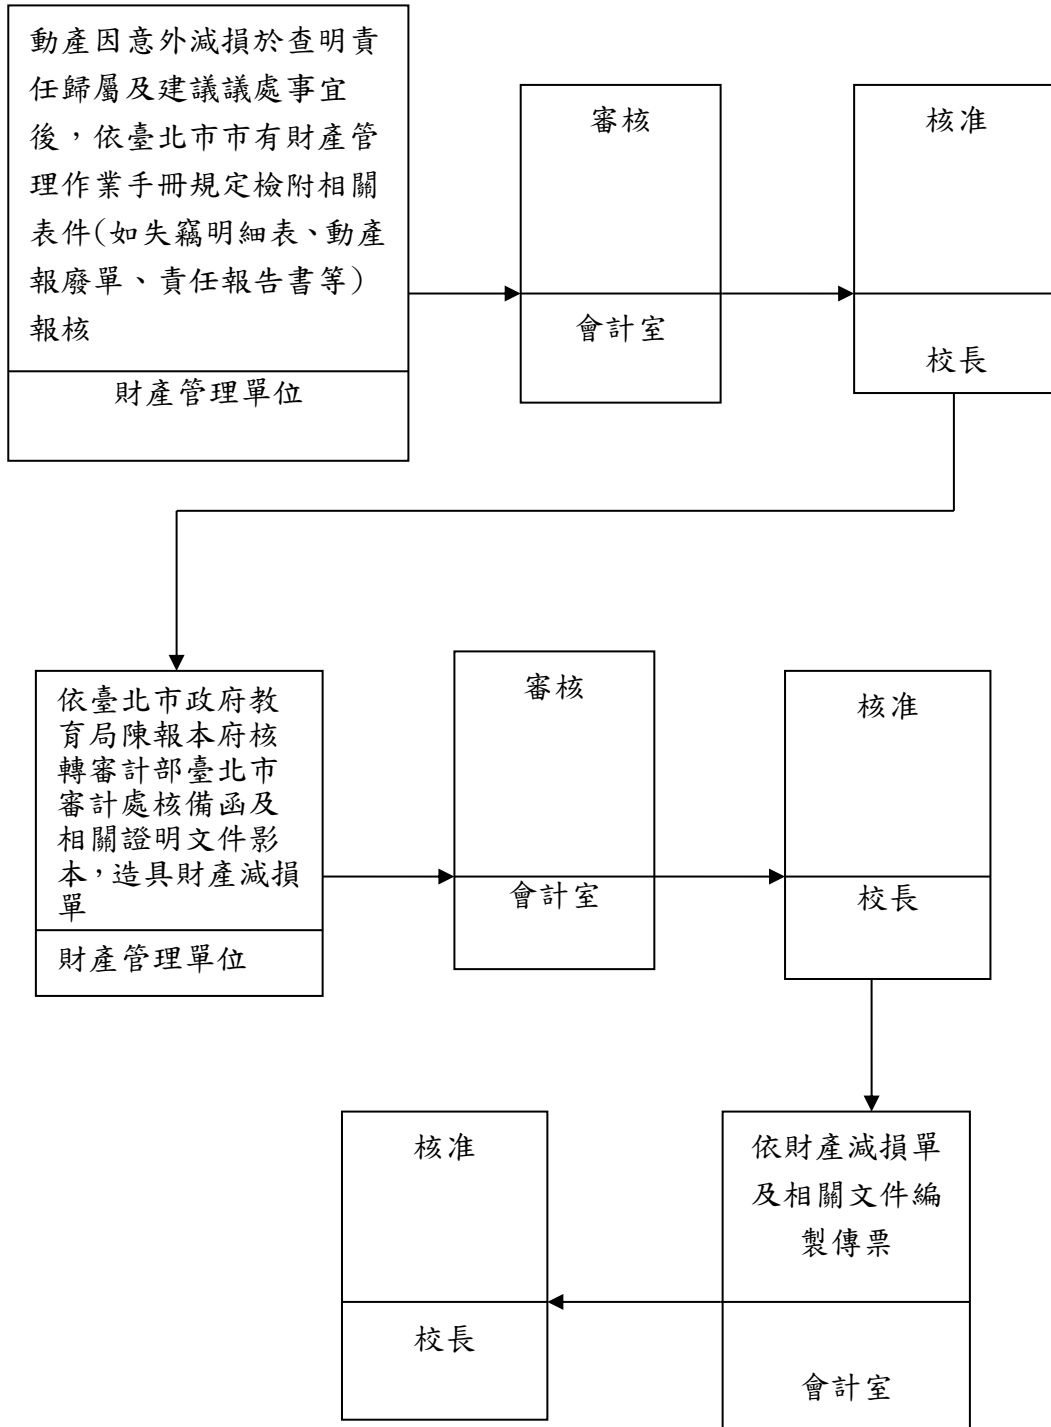 動產因意外減損於查明責
任歸屬及建議議處事宜
後，依臺北市市有財產管
理作業手冊規定檢附相關
表件(如失竊明細表、動產
報廢單、責任報告書等)
報核
財產管理單位
審核
會計室
核准
校長
依臺北市政府教
育局陳報本府核
轉審計部臺北市
審計處核備函及
相關證明文件影
本，造具財產減損
單
財產管理單位
審核
會計室
核准
校長
依財產減損單
及相關文件編
製傳票
會計室
核准
校長